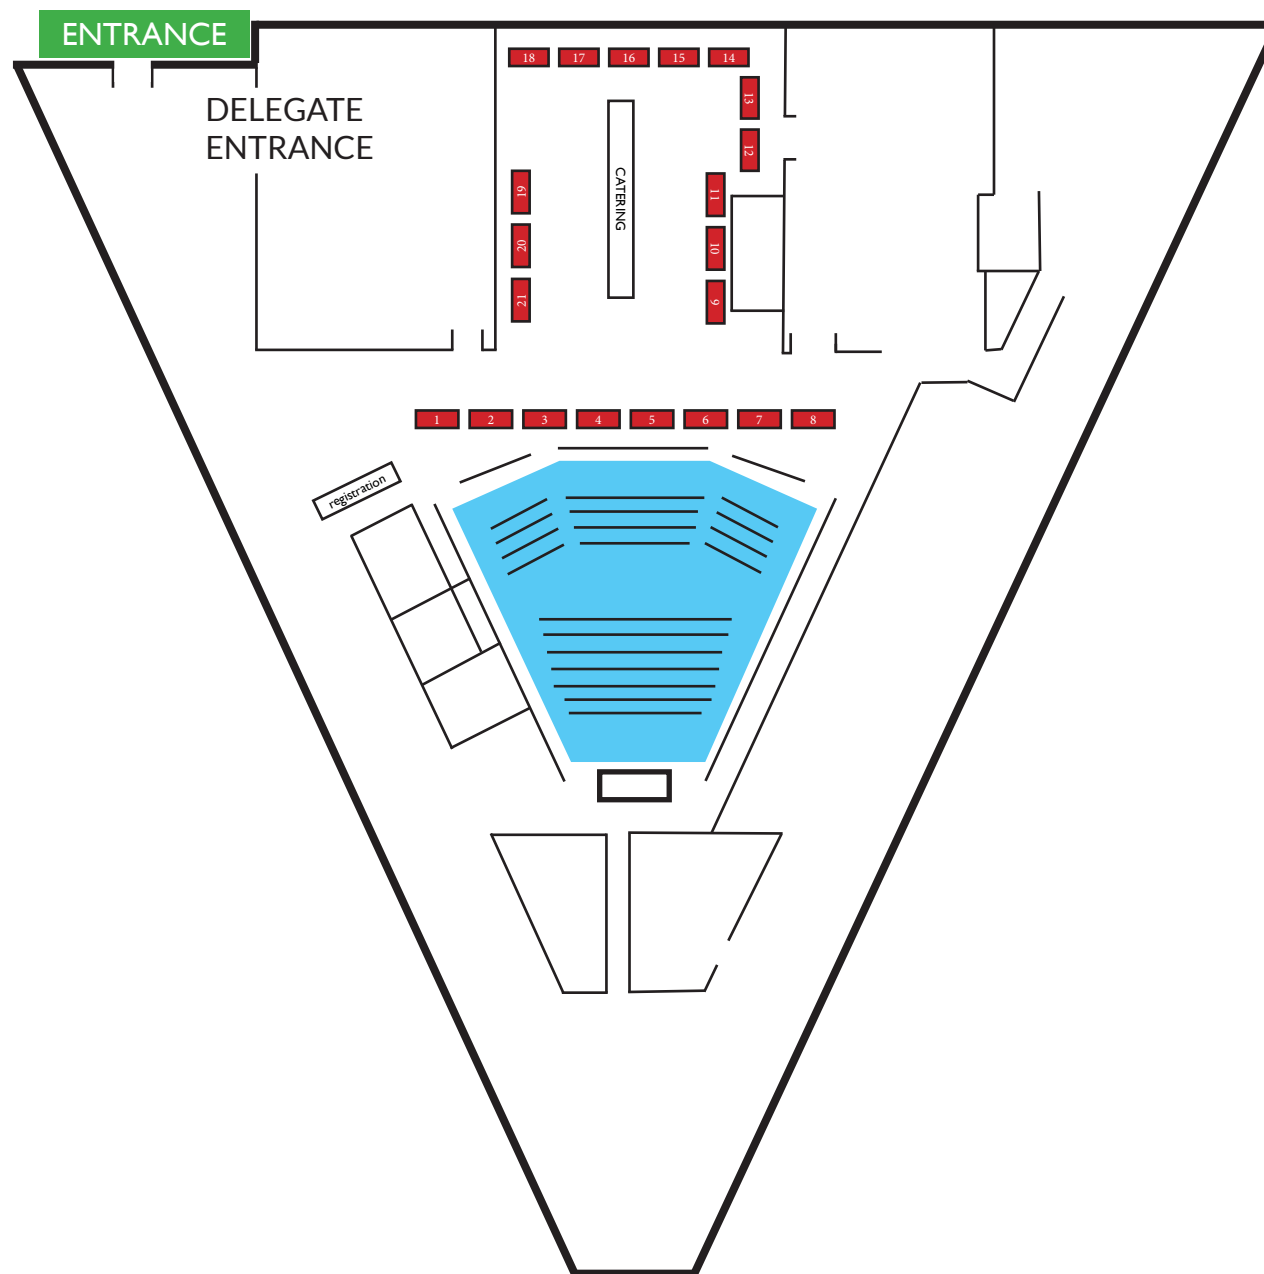 ENTRANCE
DELEGATE
ENTRANCE
18 17 16 15 14
13
12
CATERING
19
11
20
10
21
9
1 2 3 4 5 6 7 8
registration